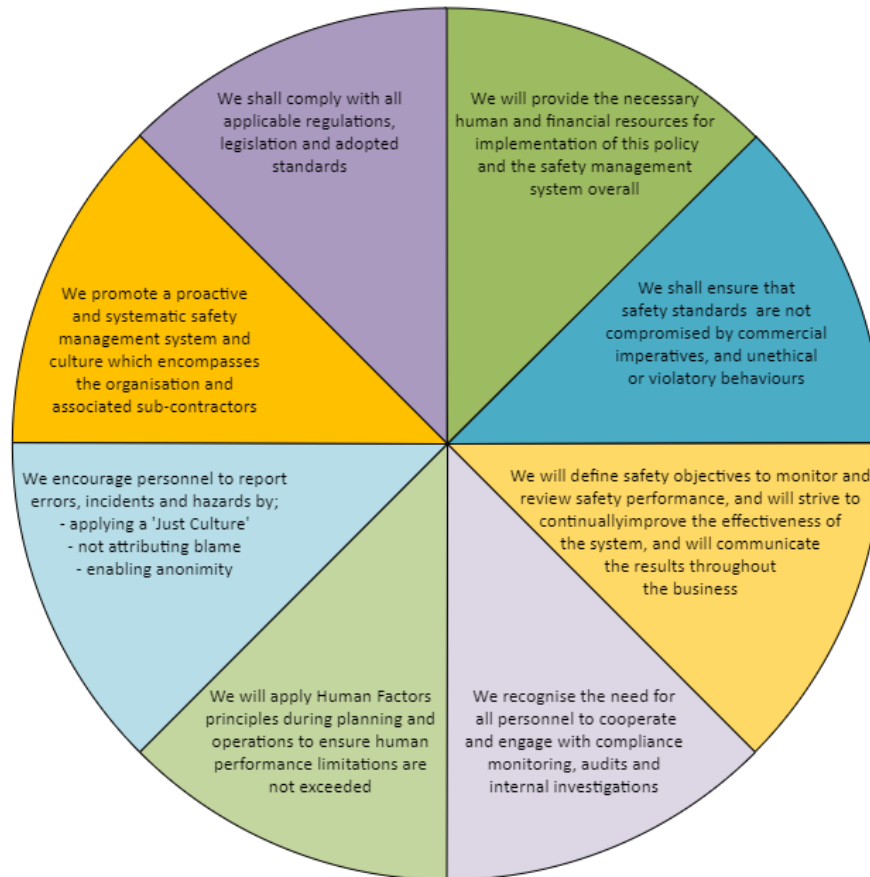 We shall comply with all
applicable regulations,
legislation and adopted
standards
We will provide the necessary
human and financial resources for
implementation of this policy
and the safety management
system overall
We shall ensure that
safety standards are not
compromised by commercial
imperatives, and unethical
or violatory behaviours
We will define safety objectives to monitor and
review safety performance, and will strive to
continuallyimprove the effectiveness of
the system, and will communicate
the results throughout
the business
We recognise the need for
all personnel to cooperate
and engage with compliance
monitoring, audits and
internal investigations
We will apply Human Factors
principles during planning and
operations to ensure human
performance limitations are
not exceeded
We encourage personnel to report
errors, incidents and hazards by;
- applying a 'Just Culture'
- not attributing blame
- enabling anonimity
We promote a proactive
and systematic safety
management system and
culture which encompasses
the organisation and
associated sub-contractors